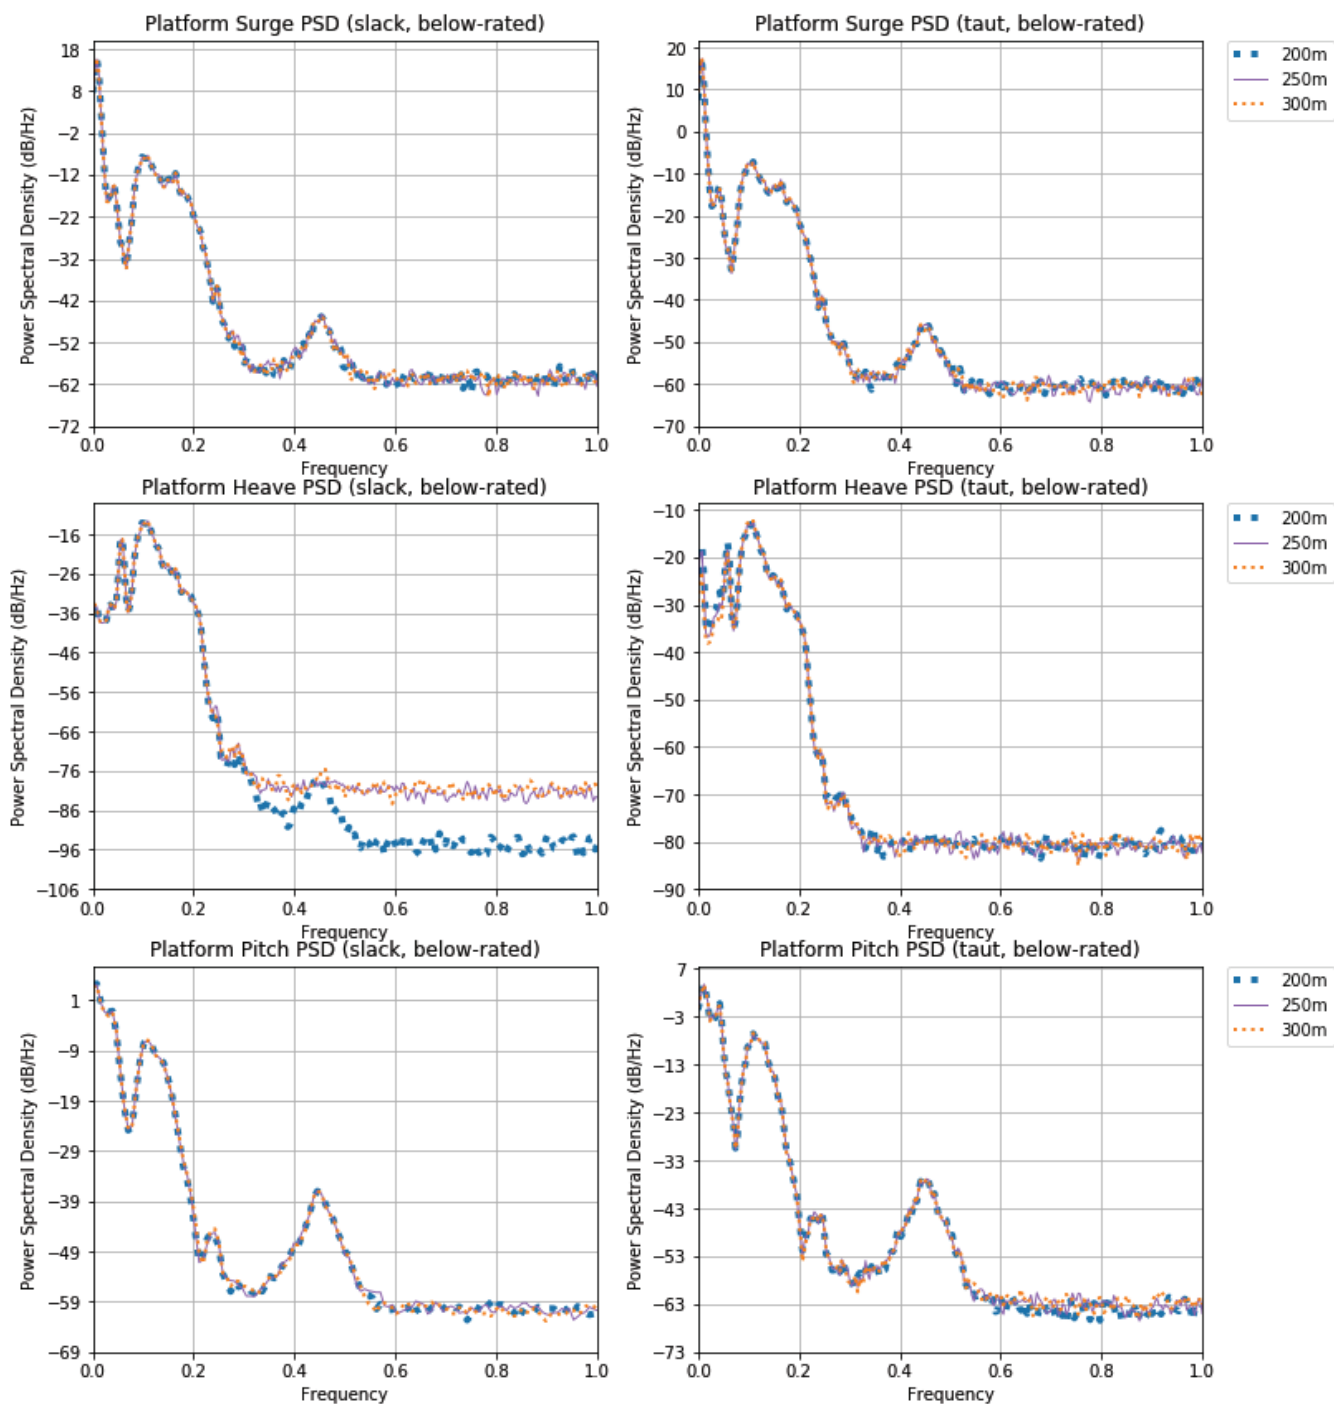 Platform Surge PSD (slack, below-rated)
Power Spectral Density (dB/Hz)
18
8
−2
−12
−22
−32
−42
−52
−62
−72
0.0 0.2 0.4 0.6 0.8 1.0
Frequency
Platform Surge PSD (taut, below-rated)
Power Spectral Density (dB/Hz)
20
10
0
−10
−20
−30
−40
−50
−60
−70
0.0 0.2 0.4 0.6 0.8 1.0
Frequency
200m
250m
300m
Platform Heave PSD (slack, below-rated)
Power Spectral Density (dB/Hz)
−16
−26
−36
−46
−56
−66
−76
−86
−96
−106
0.0 0.2 0.4 0.6 0.8 1.0
Frequency
Platform Heave PSD (taut, below-rated)
Power Spectral Density (dB/Hz)
−10
−20
−30
−40
−50
−60
−70
−80
−90
0.0 0.2 0.4 0.6 0.8 1.0
Frequency
200m
250m
300m
Platform Pitch PSD (slack, below-rated)
Power Spectral Density (dB/Hz)
1
−9
−19
−29
−39
−49
−59
−69
0.0 0.2 0.4 0.6 0.8 1.0
Frequency
Platform Pitch PSD (taut, below-rated)
Power Spectral Density (dB/Hz)
7
−3
−13
−23
−33
−43
−53
−63
−73
0.0 0.2 0.4 0.6 0.8 1.0
Frequency
200m
250m
300m